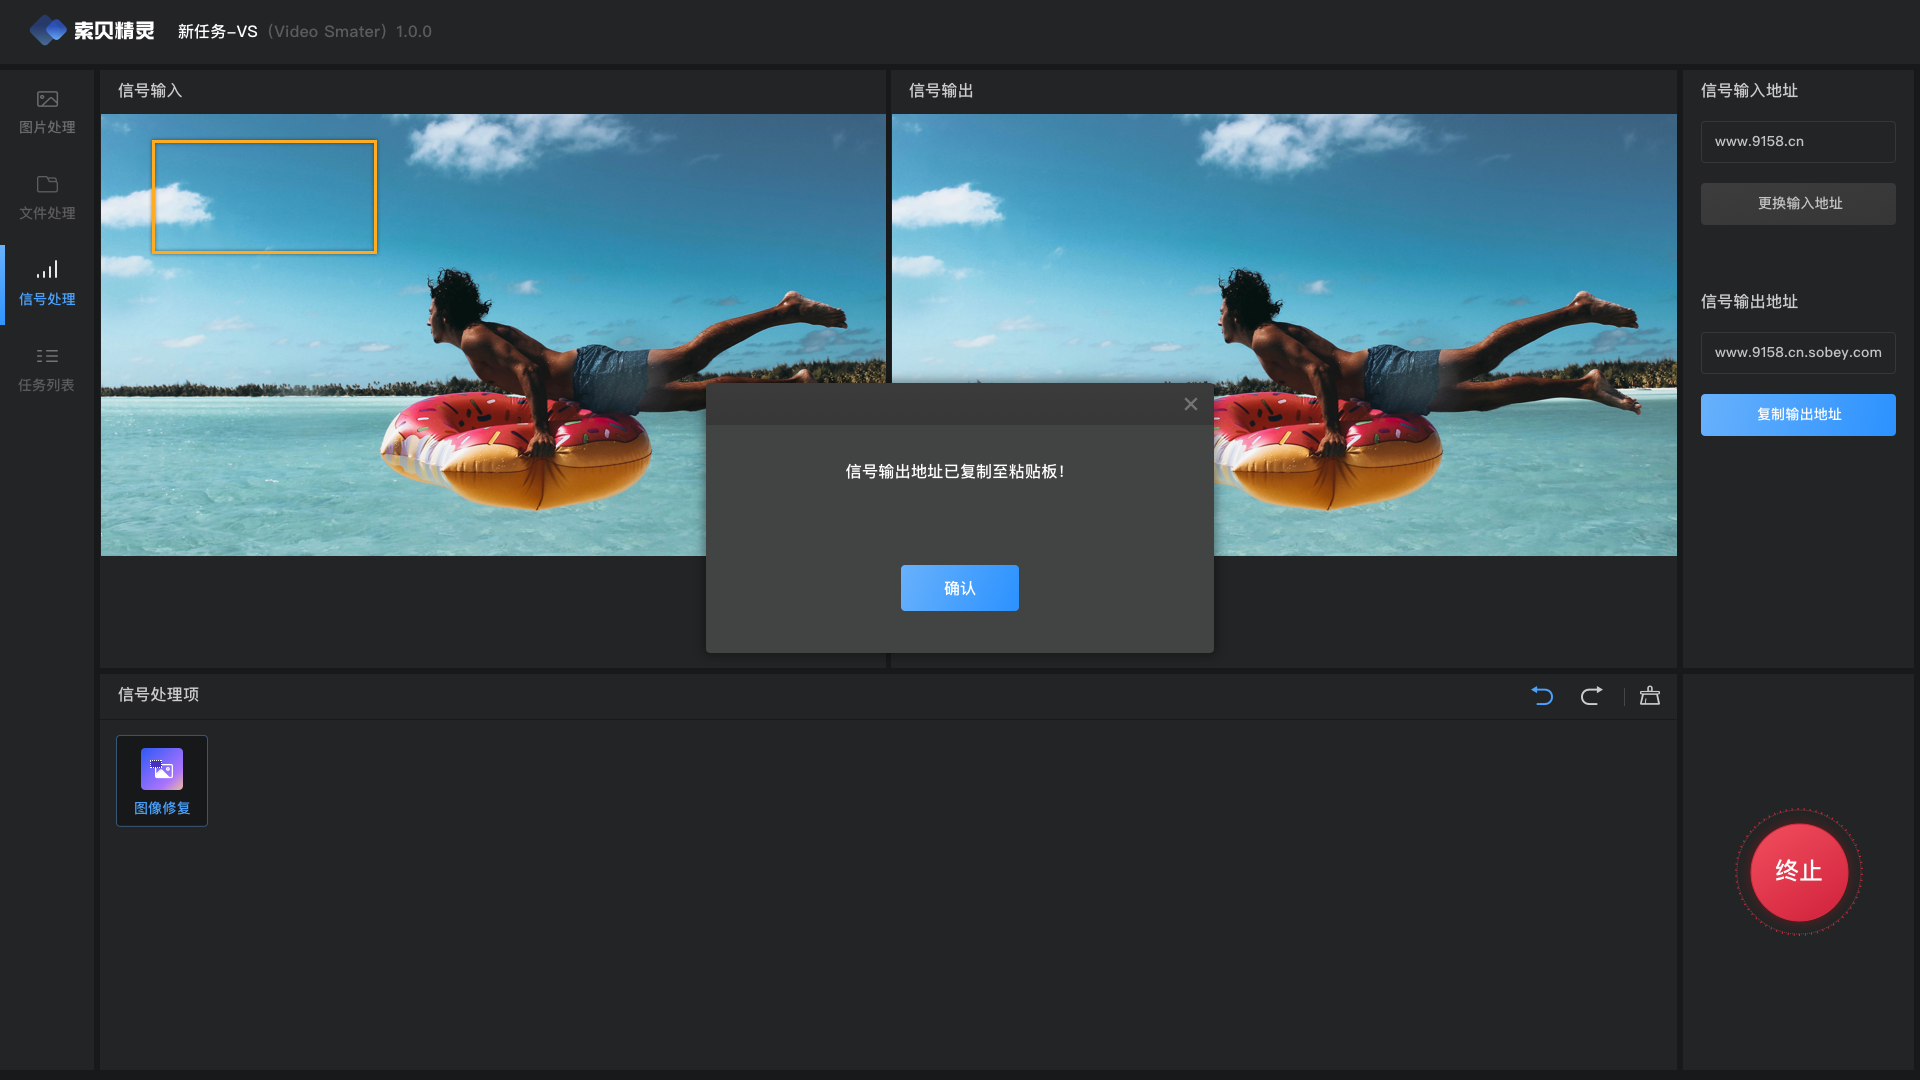 索贝精灵 新任务-VS (Video Smater) 1.0.0
图片处理
文件处理
信号处理
任务列表
信号输入
信号输出
信号输入地址
www.9158.cn
更换输入地址
信号输出地址
www.9158.cn.sobey.com
复制输出地址
信号输出地址已复制至粘贴板!
确认
信号处理项
图像修复
终止